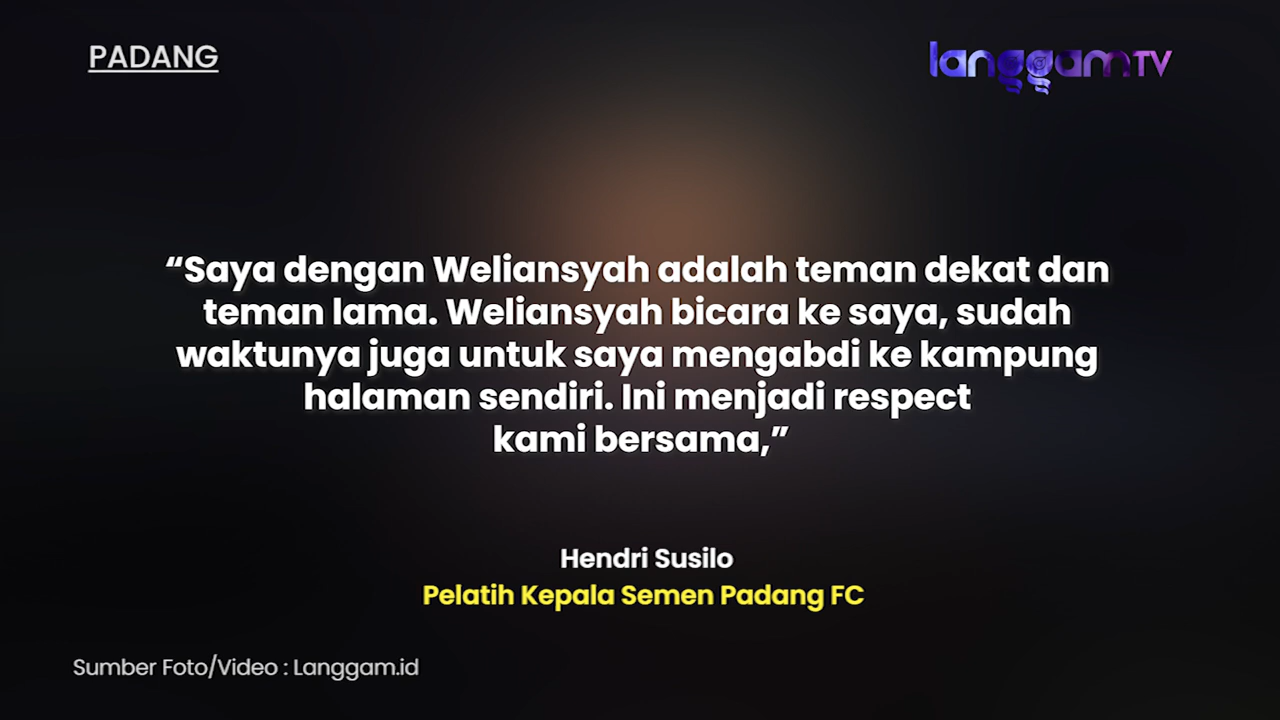 PADANG
langgam TV
“Saya dengan Weliansyah adalah teman dekat dan
teman lama. Weliansyah bicara ke saya, sudah
waktunya juga untuk saya mengabdi ke kampung
halaman sendiri. Ini menjadi respect
kami bersama,”
Hendri Susilo
Pelatih Kepala Semen Padang FC
Sumber Foto/Video : Langgam.id